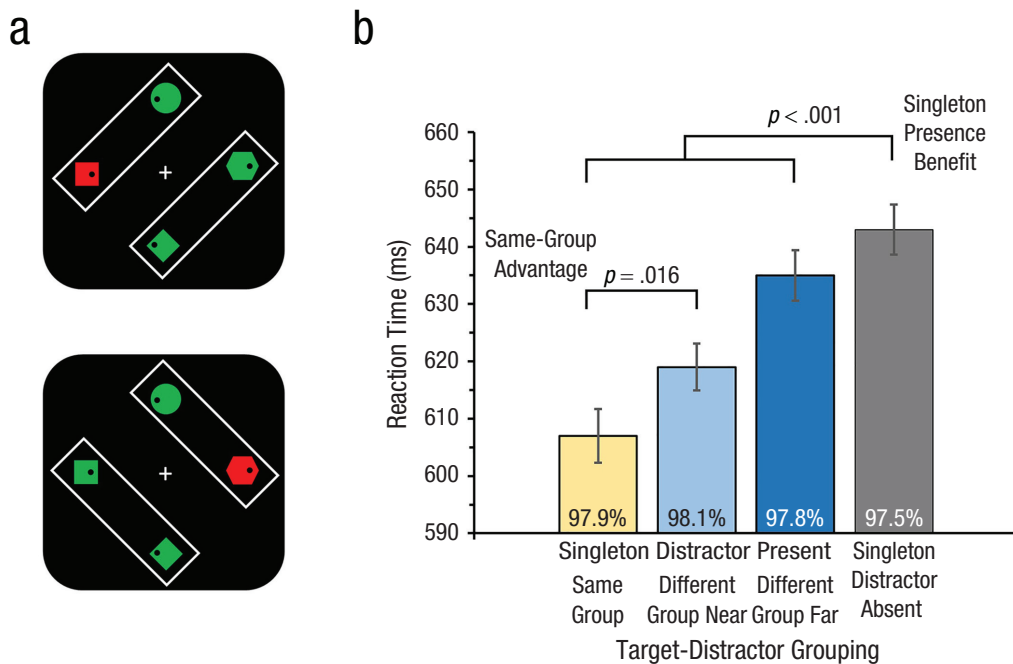 a
b
Reaction Time (ms)
660
650
640
630
620
610
600
590
p < .001
Singleton
Presence
Benefit
Same-Group
Advantage
p = .016
97.9%
98.1%
97.8%
97.5%
Singleton Distractor Present
Same
Group
Different
Group Near
Different
Group Far
Singleton
Distractor
Absent
Target-Distractor Grouping